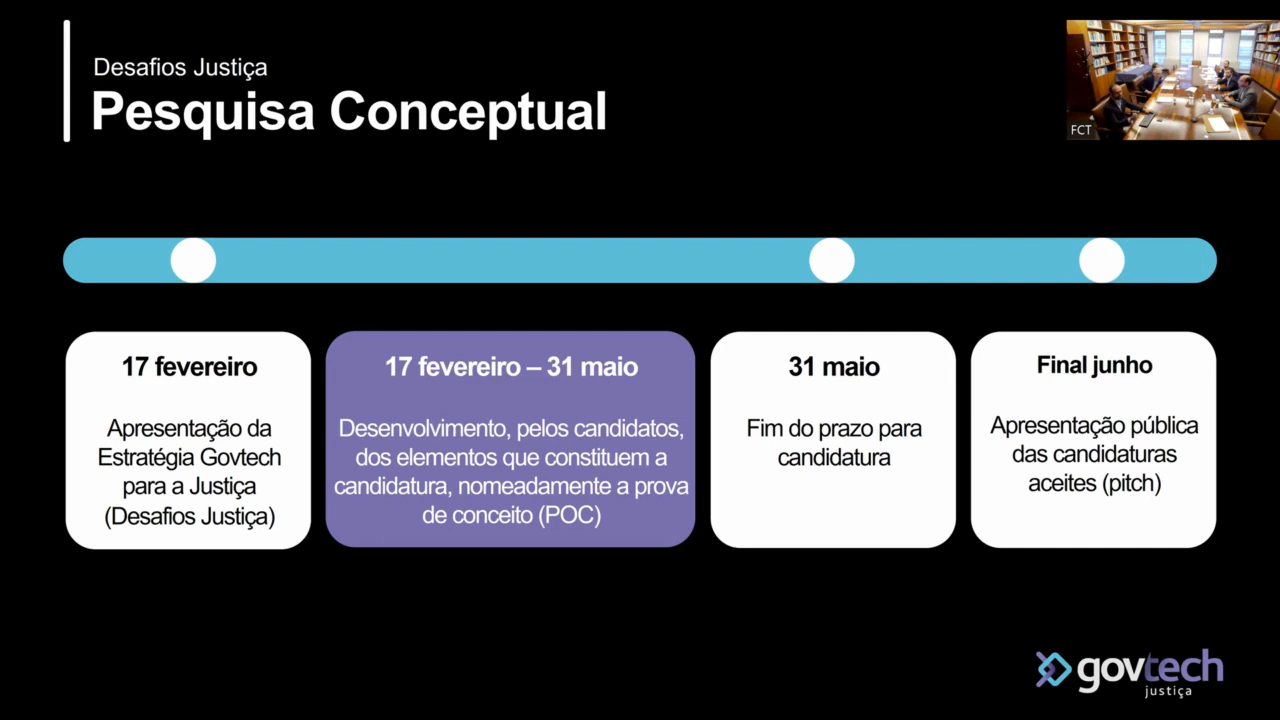 Desafios Justiça
Pesquisa Conceptual
FCT
17 fevereiro
Apresentação da
Estratégia Govtech
para a Justiça
(Desafios Justiça)
17 fevereiro – 31 maio
Desenvolvimento, pelos candidatos,
dos elementos que constituem a
candidatura, nomeadamente a prova
de conceito (POC)
31 maio
Fim do prazo para
candidatura
Final junho
Apresentação pública
das candidaturas
aceites (pitch)
govtech
justiça